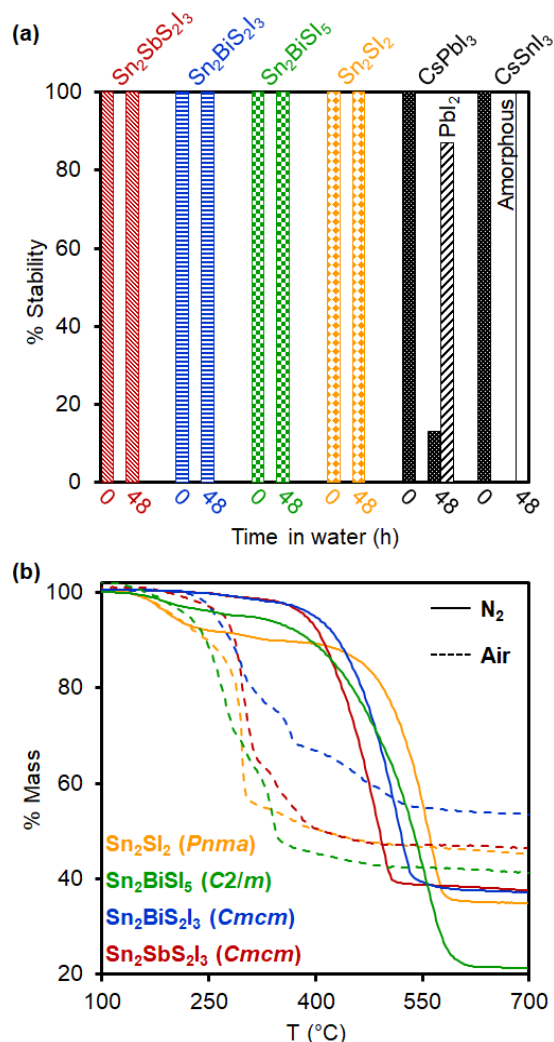 (a)
Sn₂SbS₂I₃
Sn₂BiS₂I₃
Sn₂BiSI₅
Sn₂SI₂
CsPbI₃
CsSnI₃
100
80
60
40
20
0
% Stability
PbI₂
Amorphous
0 48 0 48 0 48 0 48 0 48 0 48
Time in water (h)
(b)
100
80
60
40
20
% Mass
N₂
Air
Sn₂SI₂ (Pnma)
Sn₂BiSI₅ (C2/m)
Sn₂BiS₂I₃ (Cmcm)
Sn₂SbS₂I₃ (Cmcm)
100 250 400 550 700
T (°C)